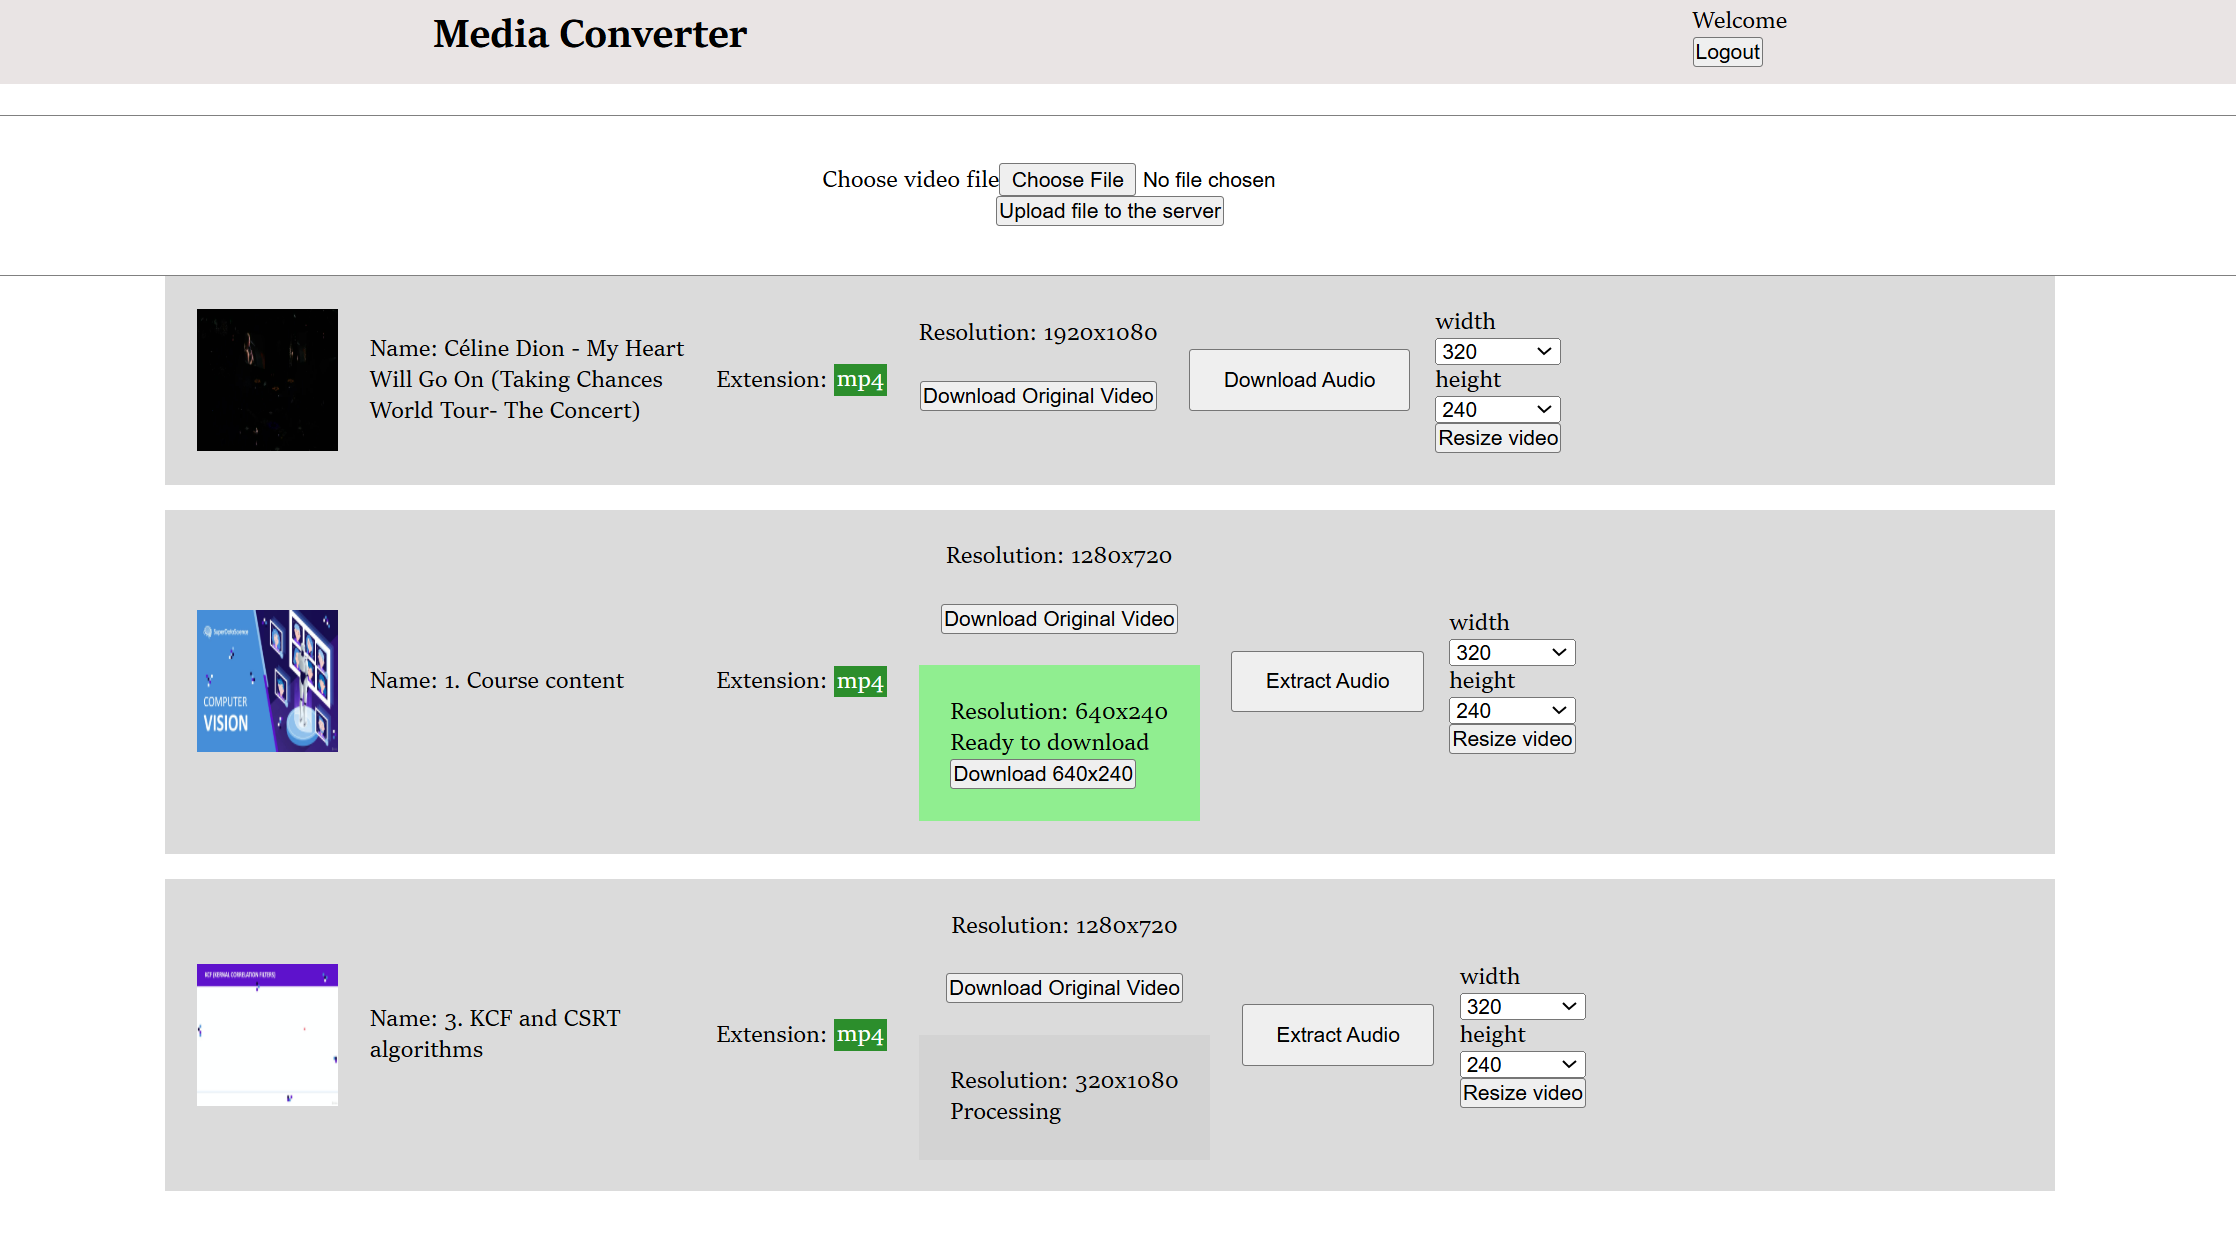 Media Converter
Welcome
Logout
Choose video file Choose File No file chosen
Upload file to the server
Name: Céline Dion - My Heart
Will Go On (Taking Chances
World Tour- The Concert)
Extension: mp4
Resolution: 1920x1080
Download Original Video
Download Audio
width
320
height
240
Resize video
SuperDataScience
COMPUTER
VISION
Name: 1. Course content
Extension: mp4
Resolution: 1280x720
Download Original Video
Resolution: 640x240
Ready to download
Download 640x240
Extract Audio
width
320
height
240
Resize video
KCF (KERNAL CORRELATION FILTERS)
Name: 3. KCF and CSRT
algorithms
Extension: mp4
Resolution: 1280x720
Download Original Video
Resolution: 320x1080
Processing
Extract Audio
width
320
height
240
Resize video